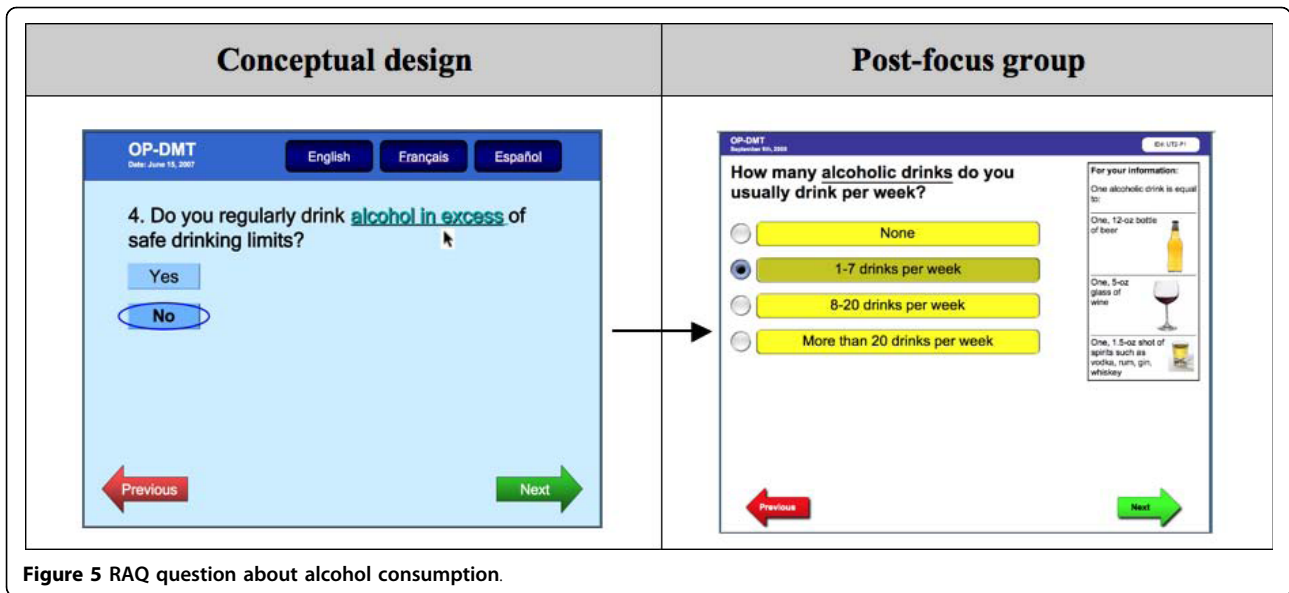 Conceptual design
Post-focus group
OP-DMT
Date: June 15, 2007
English
Français
Español
4. Do you regularly drink alcohol in excess of
safe drinking limits?
Yes
No
Previous
Next
OP-DMT
ID#: UT2-P1
How many alcoholic drinks do you
usually drink per week?
None
1-7 drinks per week
8-20 drinks per week
More than 20 drinks per week
For your information:
One alcoholic drink is equal
to:
One, 12-oz bottle
of beer
One, 5-oz
glass of
wine
One, 1.5-oz shot of
spirits such as
vodka, rum, gin,
whiskey
Previous
Next
Figure 5 RAQ question about alcohol consumption.